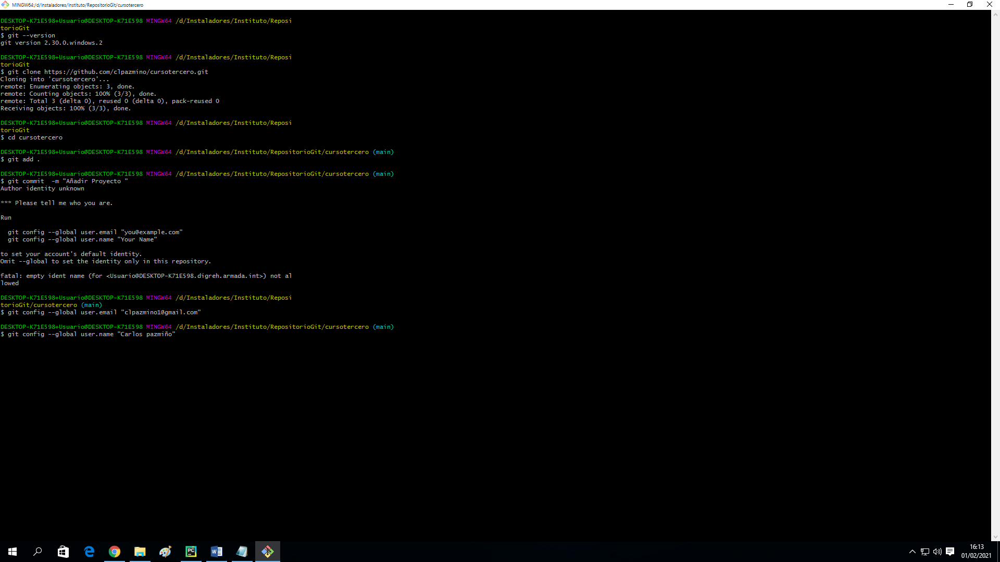 MINGW64:/d/Instaladores/Instituto/RepositorioGit/cursotercero
DESKTOP-K71E598+Usuario@DESKTOP-K71E598 MINGW64 /d/Instaladores/Instituto/Reposi
torioGit
$ git --version
git version 2.30.0.windows.2
DESKTOP-K71E598+Usuario@DESKTOP-K71E598 MINGW64 /d/Instaladores/Instituto/Reposi
torioGit
$ git clone https://github.com/clpazmino/cursotercero.git
Cloning into 'cursotercero'...
remote: Enumerating objects: 3, done.
remote: Counting objects: 100% (3/3), done.
remote: Total 3 (delta 0), reused 0 (delta 0), pack-reused 0
Receiving objects: 100% (3/3), done.
DESKTOP-K71E598+Usuario@DESKTOP-K71E598 MINGW64 /d/Instaladores/Instituto/Reposi
torioGit
$ cd cursotercero
DESKTOP-K71E598+Usuario@DESKTOP-K71E598 MINGW64 /d/Instaladores/Instituto/RepositorioGit/cursotercero (main)
$ git add .
DESKTOP-K71E598+Usuario@DESKTOP-K71E598 MINGW64 /d/Instaladores/Instituto/RepositorioGit/cursotercero (main)
$ git commit  -m "Añadir Proyecto "
Author identity unknown
*** Please tell me who you are.
Run
  git config --global user.email "you@example.com"
  git config --global user.name "Your Name"
to set your account's default identity.
Omit --global to set the identity only in this repository.
fatal: empty ident name (for <Usuario@DESKTOP-K71E598.digreh.armada.int>) not al
lowed
DESKTOP-K71E598+Usuario@DESKTOP-K71E598 MINGW64 /d/Instaladores/Instituto/Reposi
torioGit/cursotercero (main)
$ git config --global user.email "clpazmino1@gmail.com"
DESKTOP-K71E598+Usuario@DESKTOP-K71E598 MINGW64 /d/Instaladores/Instituto/RepositorioGit/cursotercero (main)
$ git config --global user.name "Carlos pazmiño"
PC
W
16:13
01/02/2021